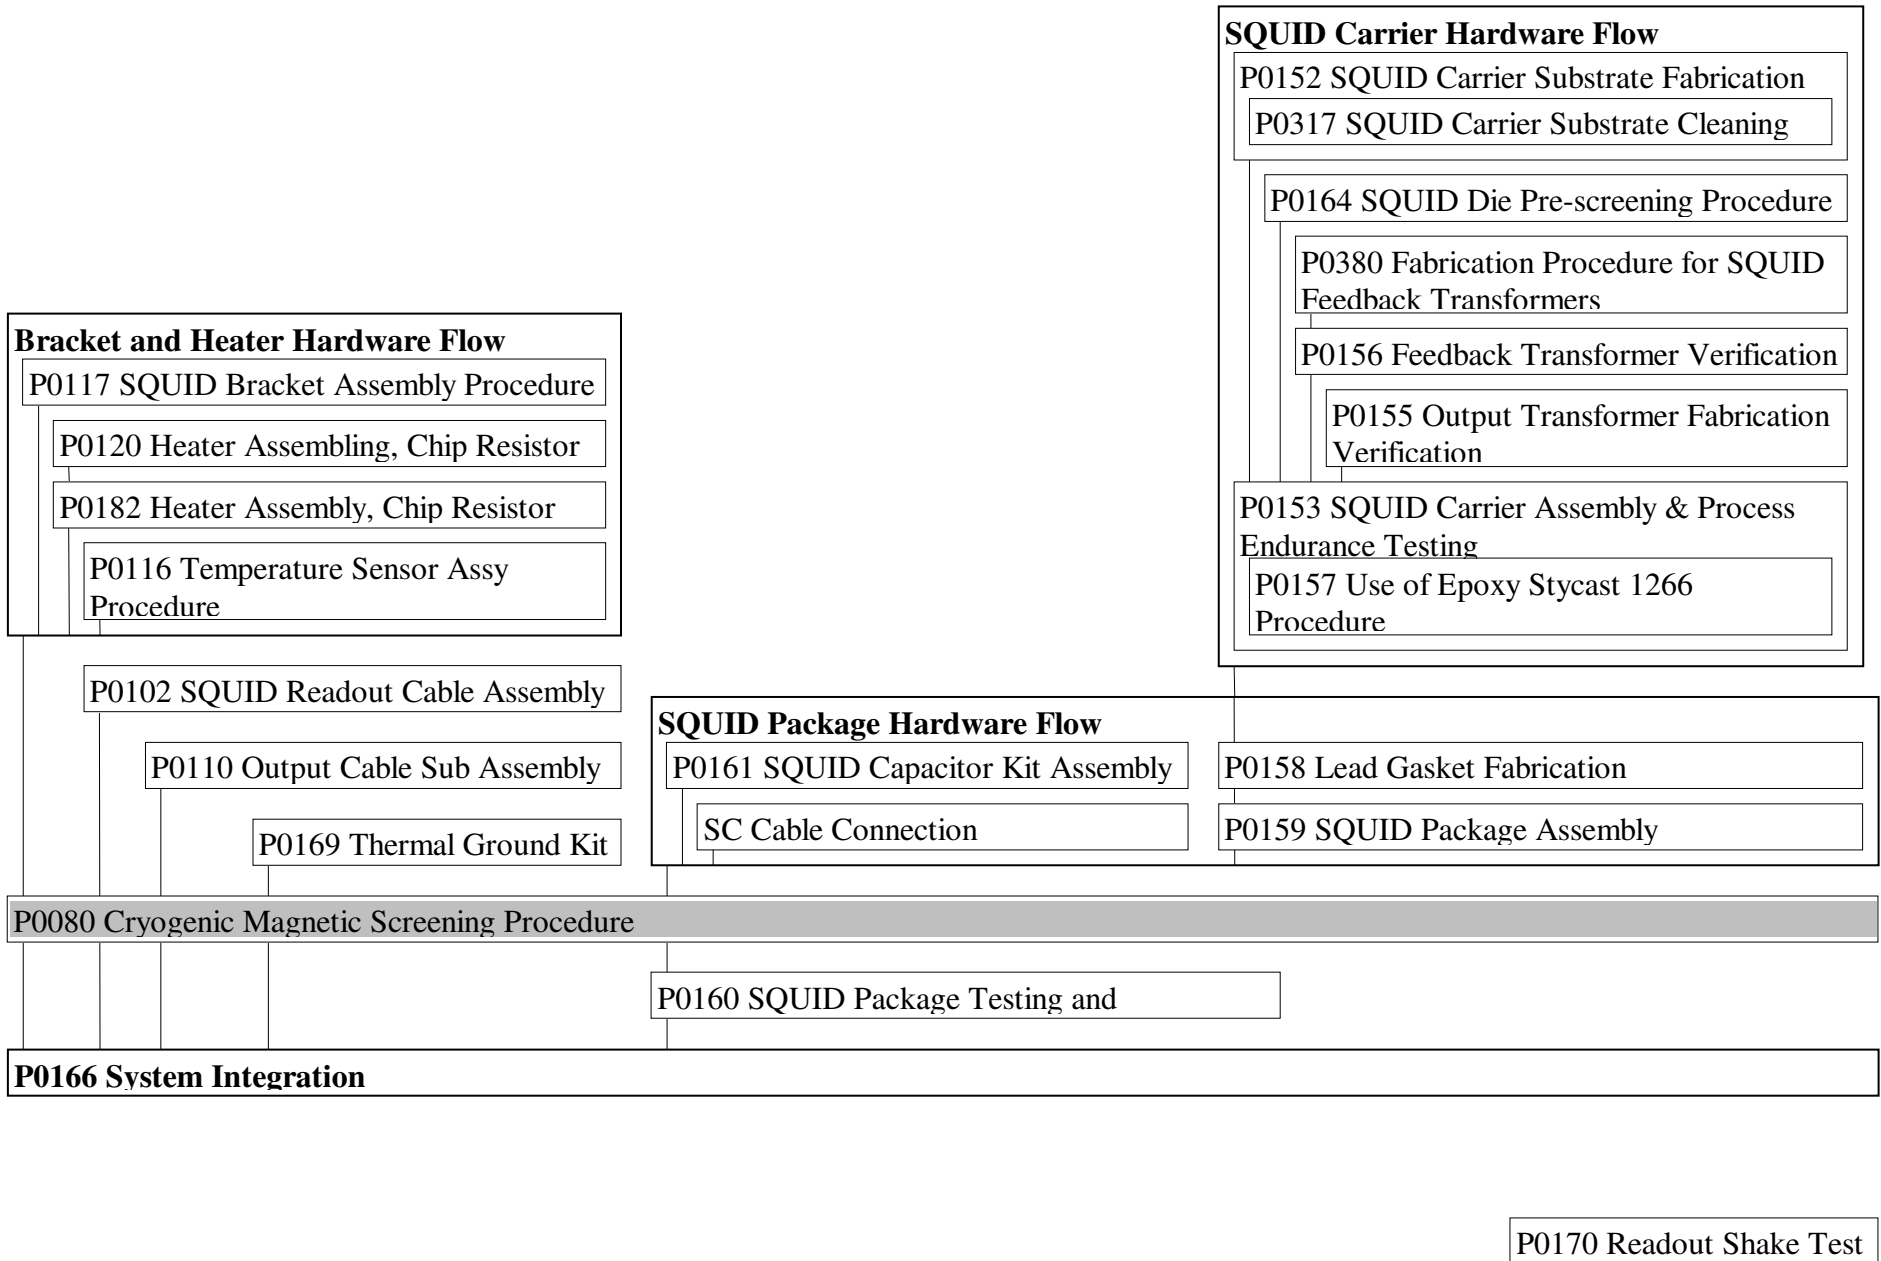 SQUID Carrier Hardware Flow
P0152 SQUID Carrier Substrate Fabrication
P0317 SQUID Carrier Substrate Cleaning
P0164 SQUID Die Pre-screening Procedure
P0380 Fabrication Procedure for SQUID
Feedback Transformers
P0156 Feedback Transformer Verification
P0155 Output Transformer Fabrication
Verification
P0153 SQUID Carrier Assembly & Process
Endurance Testing
P0157 Use of Epoxy Stycast 1266
Procedure
Bracket and Heater Hardware Flow
P0117 SQUID Bracket Assembly Procedure
P0120 Heater Assembling, Chip Resistor
P0182 Heater Assembly, Chip Resistor
P0116 Temperature Sensor Assy
Procedure
P0102 SQUID Readout Cable Assembly
P0110 Output Cable Sub Assembly
P0169 Thermal Ground Kit
SQUID Package Hardware Flow
P0161 SQUID Capacitor Kit Assembly
SC Cable Connection
P0158 Lead Gasket Fabrication
P0159 SQUID Package Assembly
P0080 Cryogenic Magnetic Screening Procedure
P0160 SQUID Package Testing and
P0166 System Integration
P0170 Readout Shake Test